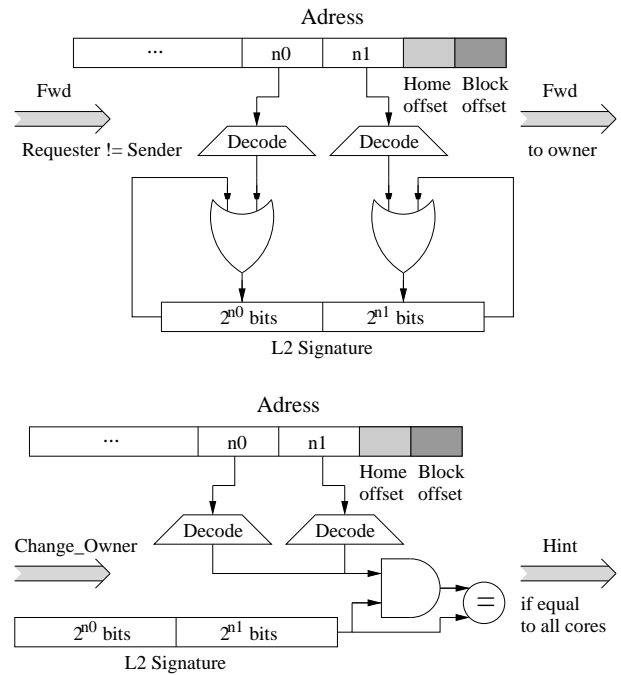 Adress
... n0 n1
Home offset
Block offset
Fwd
Requester != Sender
Decode
Decode
Fwd
to owner
2^n0 bits 2^n1 bits
L2 Signature
Adress
... n0 n1
Home offset
Block offset
Decode
Decode
Change_Owner
Hint
=
if equal
to all cores
2^n0 bits 2^n1 bits
L2 Signature